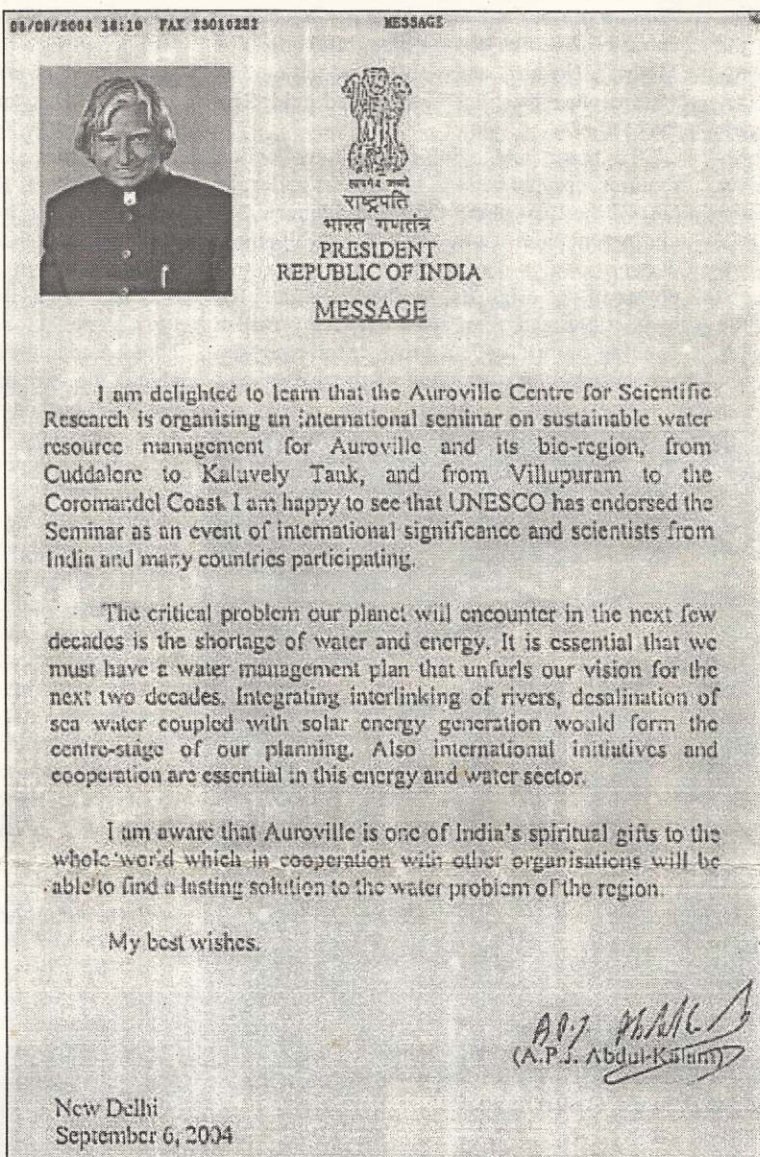 06/09/2004 18:10 FAX 23010252 MESSAGE
सत्यमेव जयते
राष्ट्रपति
भारत गणतंत्र
PRESIDENT
REPUBLIC OF INDIA
MESSAGE
I am delighted to learn that the Auroville Centre for Scientific
Research is organising an international seminar on sustainable water
resource management for Auroville and its bio-region, from
Cuddalore to Kaluvely Tank, and from Villupuram to the
Coromandel Coast. I am happy to see that UNESCO has endorsed the
Seminar as an event of international significance and scientists from
India and many countries participating.
The critical problem our planet will encounter in the next few
decades is the shortage of water and energy. It is essential that we
must have a water management plan that unfurls our vision for the
next two decades. Integrating interlinking of rivers, desalination of
sea water coupled with solar energy generation would form the
centre-stage of our planning. Also international initiatives and
cooperation are essential in this energy and water sector.
I am aware that Auroville is one of India's spiritual gifts to the
whole world which in cooperation with other organisations will be
able to find a lasting solution to the water problem of the region.
My best wishes.
(A.P.J. Abdul Kalam)
New Delhi
September 6, 2004